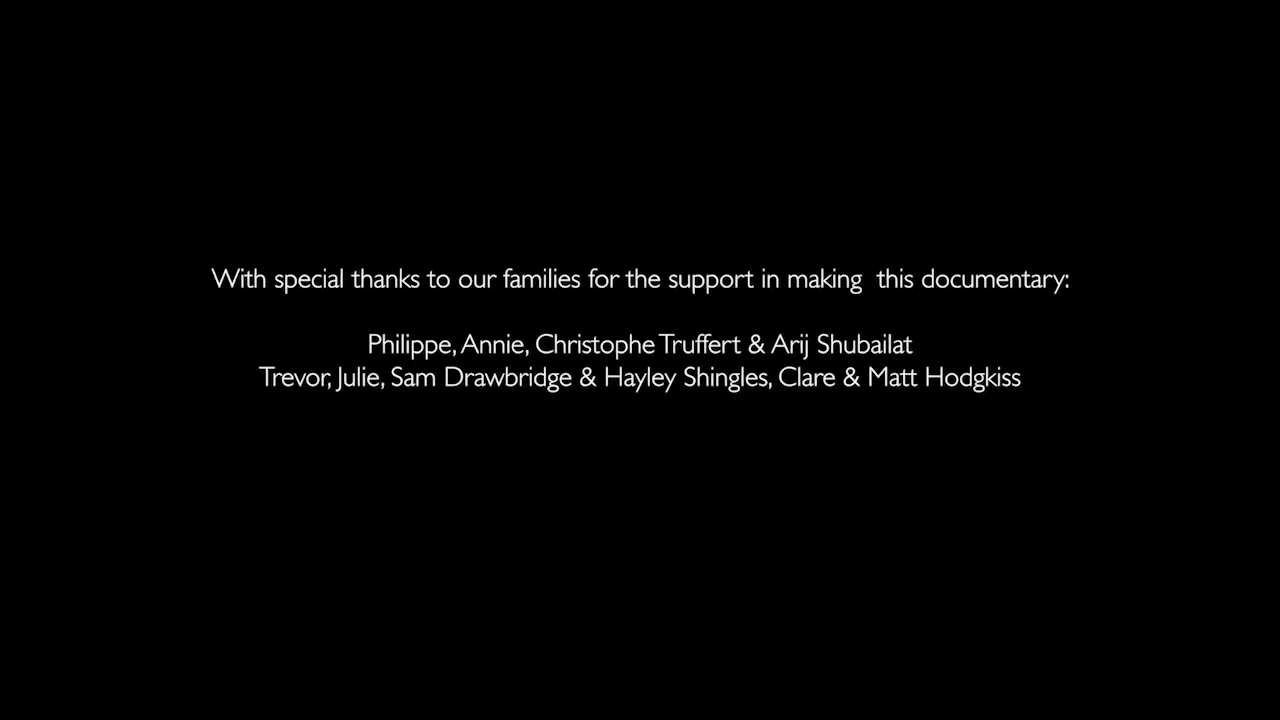 With special thanks to our families for the support in making  this documentary:
Philippe, Annie, Christophe Truffert & Arij Shubailat
Trevor, Julie, Sam Drawbridge & Hayley Shingles, Clare & Matt Hodgkiss